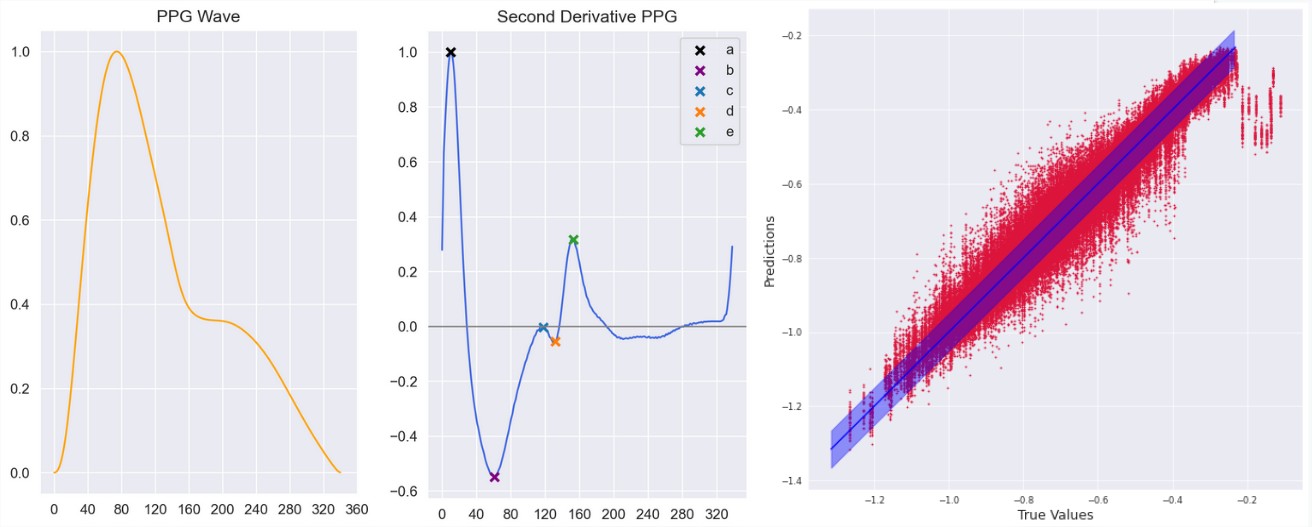 PPG Wave
1.0
0.8
0.6
0.4
0.2
0.0
0 40 80 120 160 200 240 280 320 360
Second Derivative PPG
1.0
0.8
0.6
0.4
0.2
0.0
−0.2
−0.4
−0.6
0 40 80 120 160 200 240 280 320
a
b
c
d
e
Predictions
−0.2
−0.4
−0.6
−0.8
−1.0
−1.2
−1.4
−1.2 −1.0 −0.8 −0.6 −0.4 −0.2
True Values